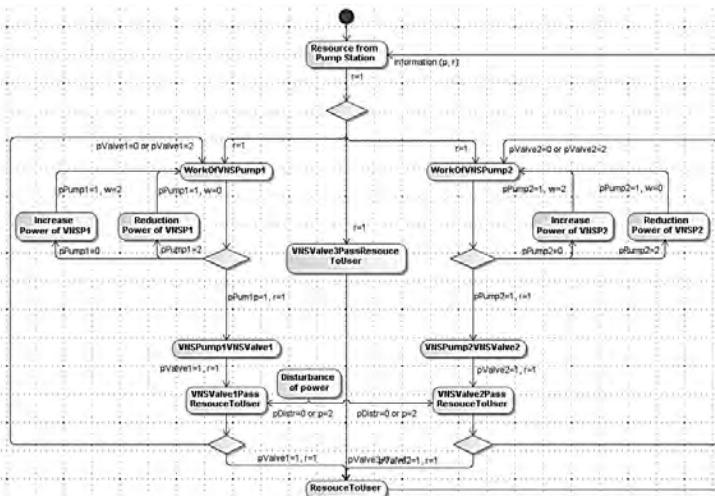 Resource from
Pump Station
Information (p, r)
r=1
pValve1=0 or pValve1=2
r=1
r=1
pValve2=0 or pValve2=2
WorkOfVNSPump1
WorkOfVNSPump2
pPump1=1, w=2
pPump1=1, w=0
pPump2=1, w=2
pPump2=1, w=0
Increase
Power of VNSP1
Reduction
Power of VNSP1
r=1
Increase
Power of VNSP2
Reduction
Power of VNSP2
pPump1=0
pPump1=2
VNSValve3PassResouce
ToUser
pPump2=0
pPump2=2
pPum1p=1, r=1
pPump2=1, r=1
VNSPump1VNSValve1
VNSPump2VNSValve2
pValve1=1, r=1
pValve2=1, r=1
Disturbance
of power
VNSValve1Pass
ResouceToUser
VNSValve2Pass
ResouceToUser
pDistr=0 or p=2
pDistr=0 or p=2
pValve1=1, r=1
pValve2=1, r=1
ResouceToUser